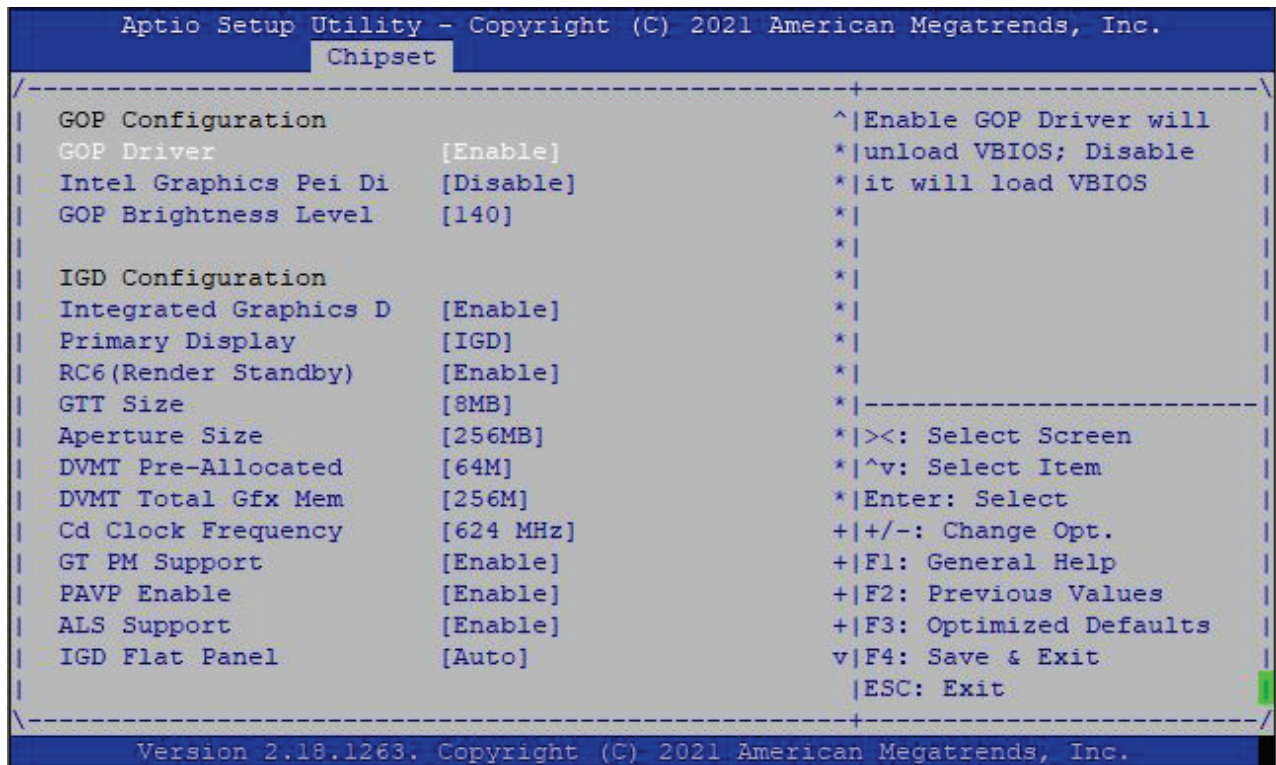 Aptio Setup Utility - Copyright (C) 2021 American Megatrends, Inc.
Chipset
/----------------------------------------------------+-------------------------\
| GOP Configuration ^|Enable GOP Driver will |
| GOP Driver [Enable] *|unload VBIOS; Disable |
| Intel Graphics Pei Di [Disable] *|it will load VBIOS |
| GOP Brightness Level [140] *| |
| *| |
| IGD Configuration *| |
| Integrated Graphics D [Enable] *| |
| Primary Display [IGD] *| |
| RC6(Render Standby) [Enable] *| |
| GTT Size [8MB] *|-------------------------|
| Aperture Size [256MB] *|><: Select Screen |
| DVMT Pre-Allocated [64M] *|^v: Select Item |
| DVMT Total Gfx Mem [256M] *|Enter: Select |
| Cd Clock Frequency [624 MHz] +|+/-: Change Opt. |
| GT PM Support [Enable] +|F1: General Help |
| PAVP Enable [Enable] +|F2: Previous Values |
| ALS Support [Enable] +|F3: Optimized Defaults |
| IGD Flat Panel [Auto] v|F4: Save & Exit |
| |ESC: Exit
\----------------------------------------------------+-------------------------/
Version 2.18.1263. Copyright (C) 2021 American Megatrends, Inc.